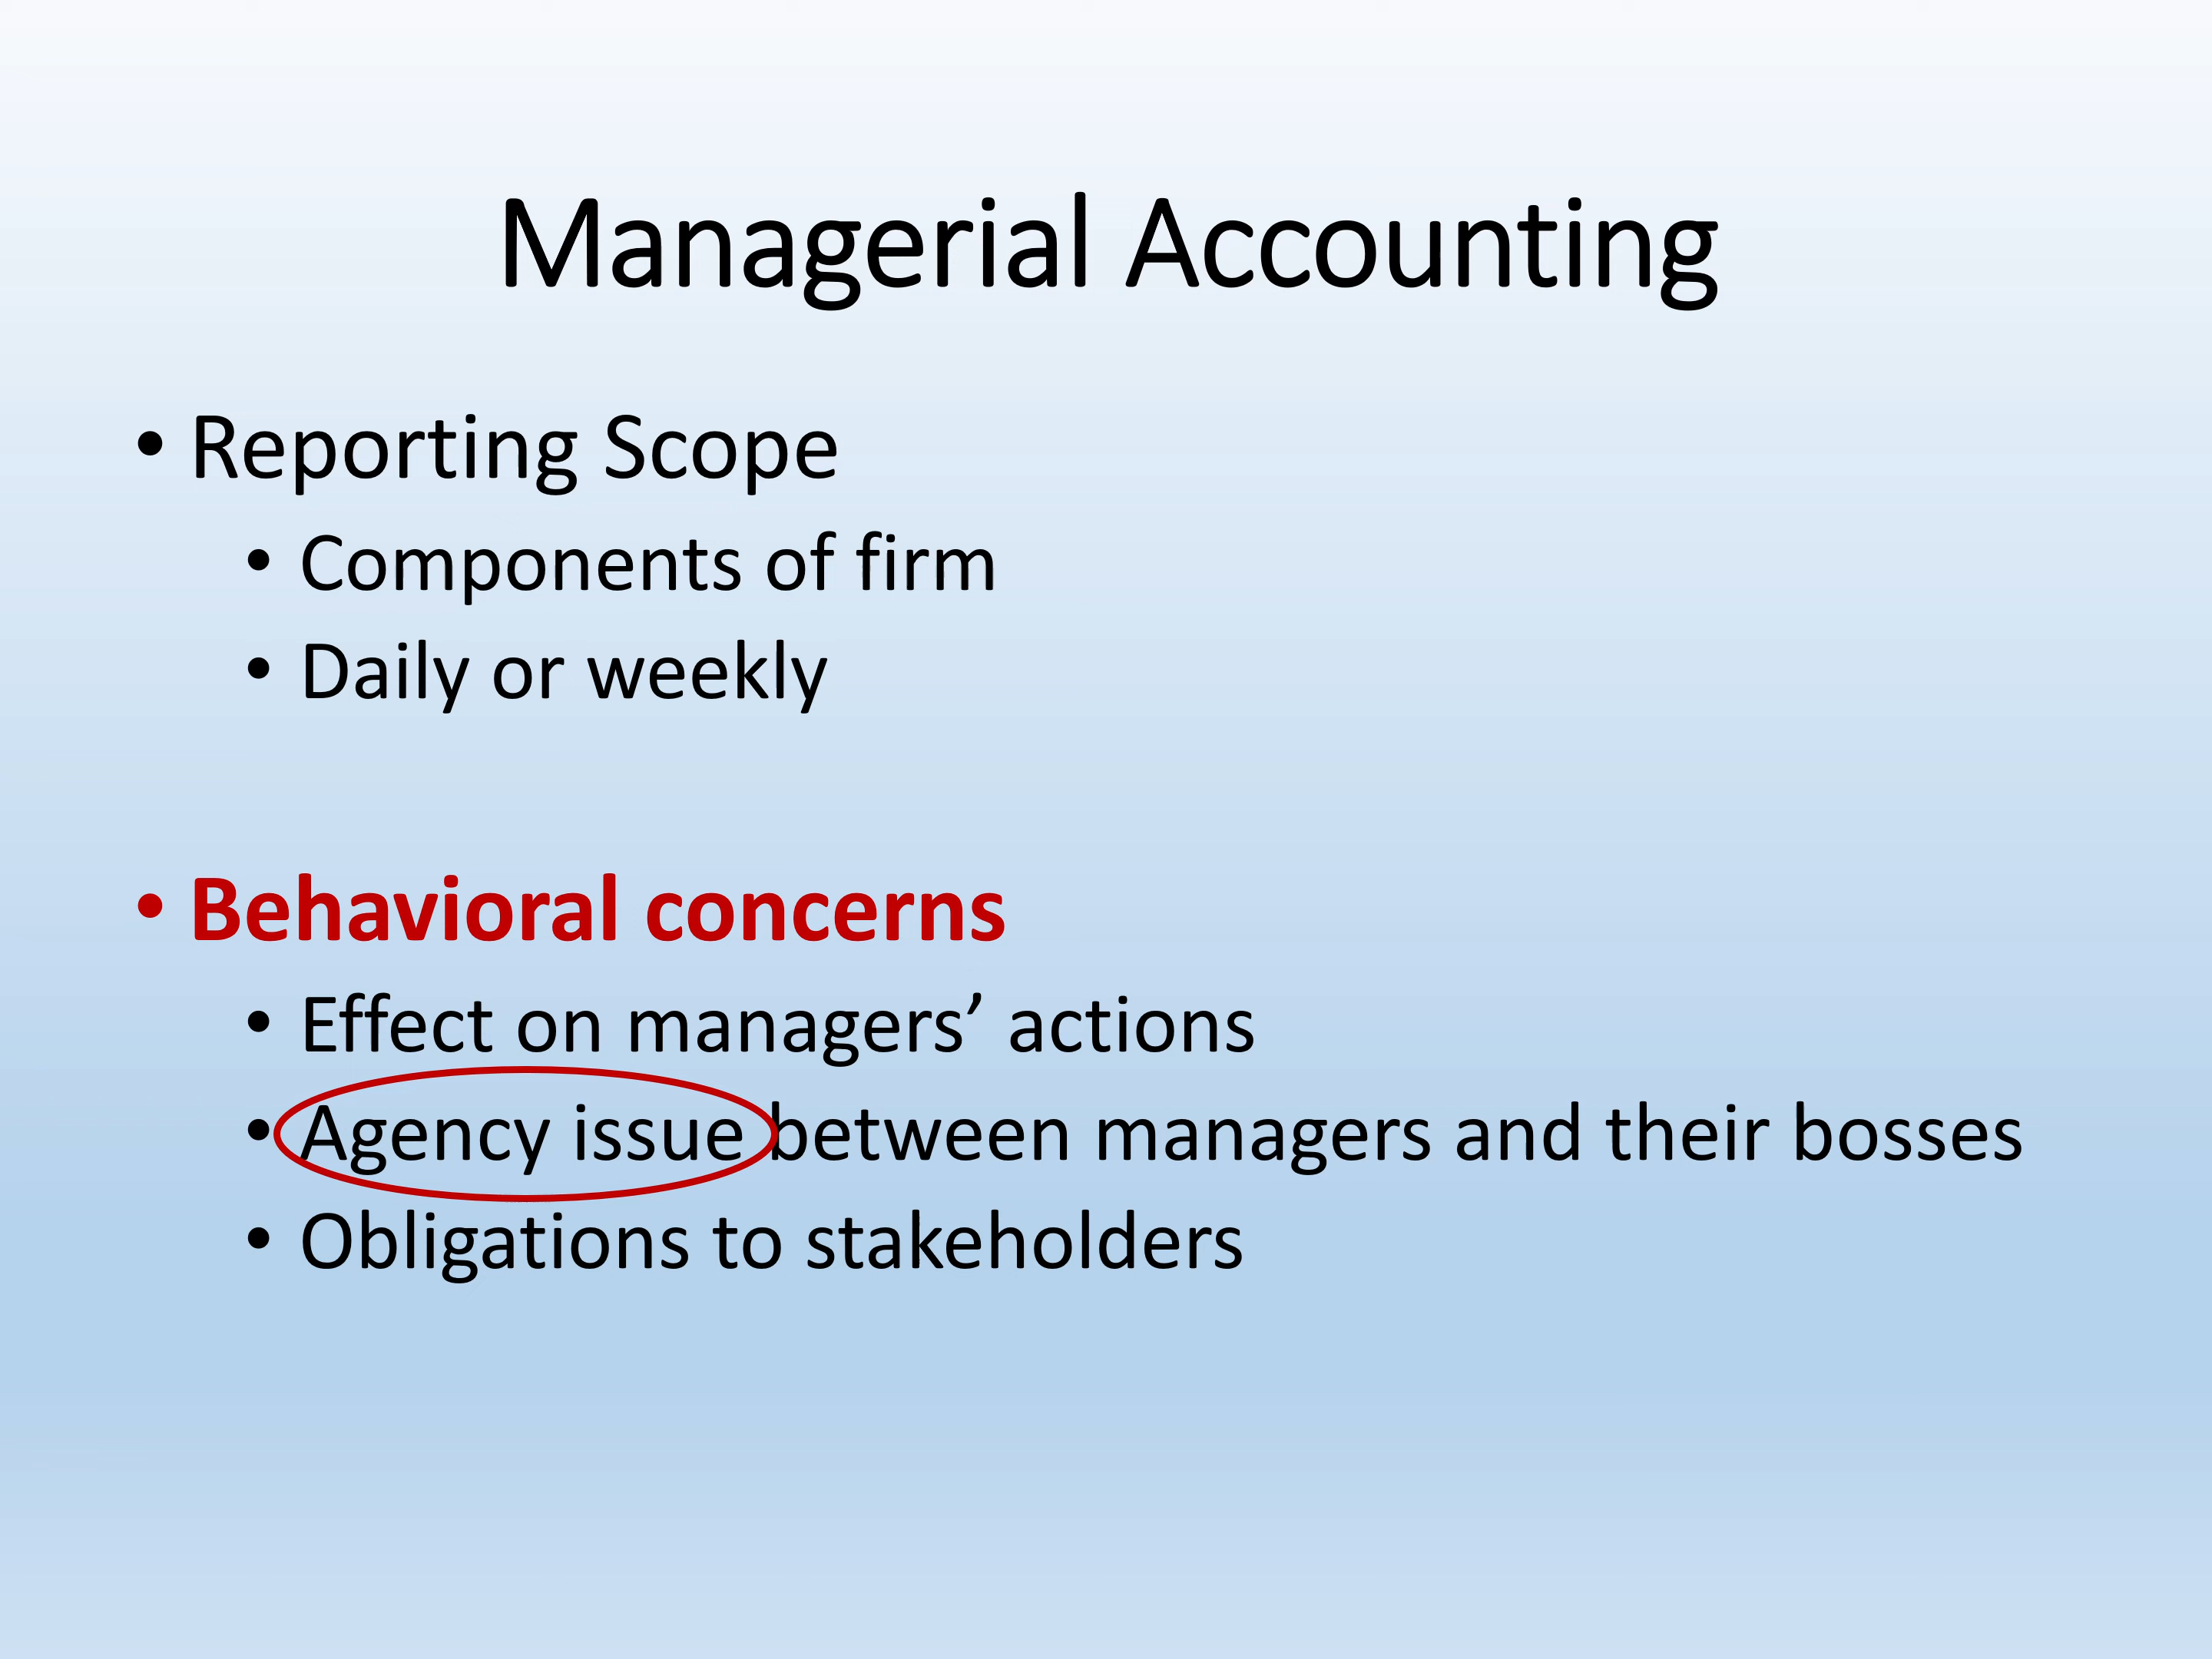 Managerial Accounting
• Reporting Scope
• Components of firm
• Daily or weekly
• Behavioral concerns
• Effect on managers’ actions
• Agency issue between managers and their bosses
• Obligations to stakeholders